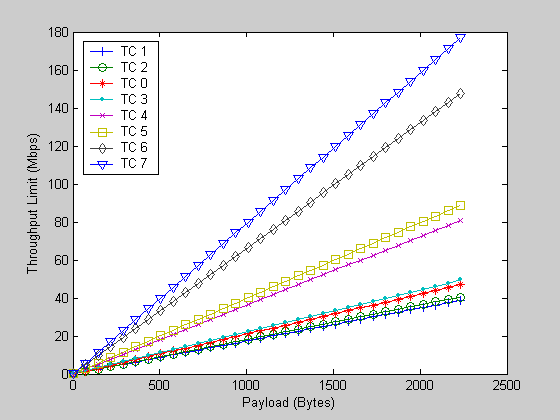 180
160
140
120
100
80
60
40
20
0
Throughput Limit (Mbps)
TC 1
TC 2
TC 0
TC 3
TC 4
TC 5
TC 6
TC 7
0 500 1000 1500 2000 2500
Payload (Bytes)